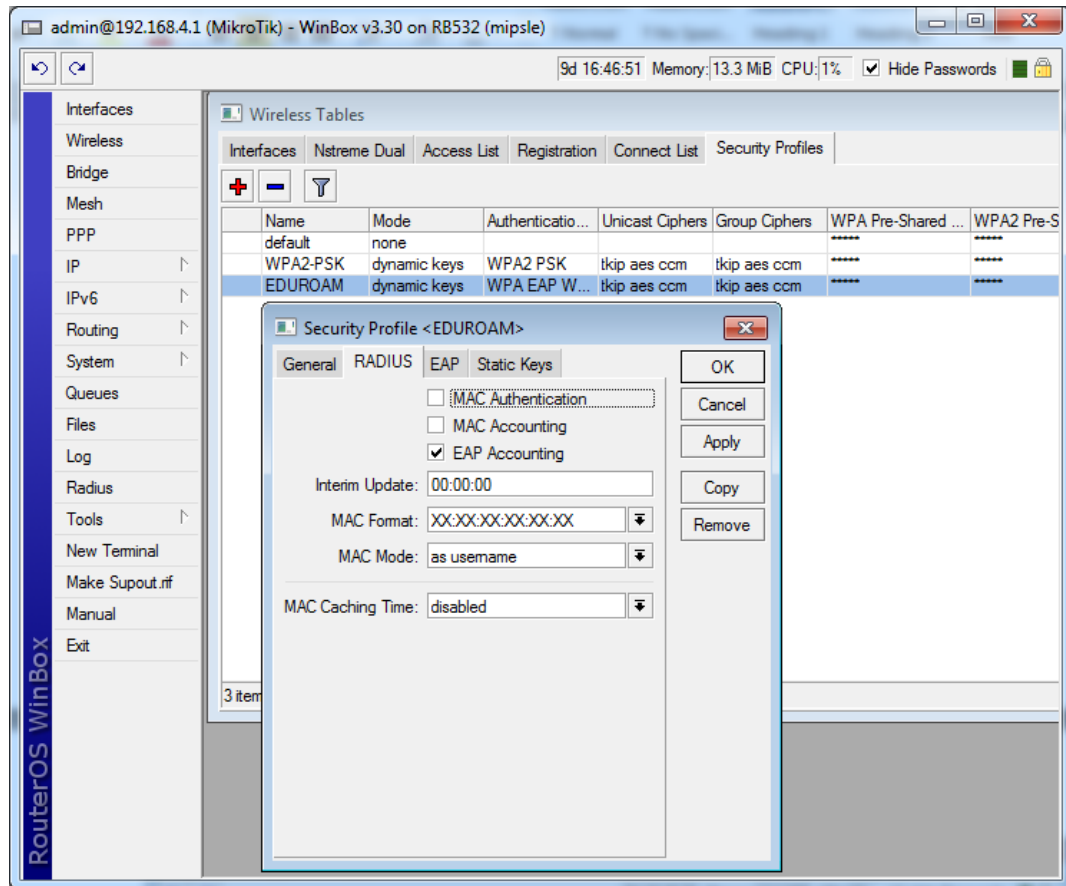 admin@192.168.4.1 (MikroTik) - WinBox v3.30 on RB532 (mipsle)
9d 16:46:51 Memory: 13.3 MiB CPU: 1% Hide Passwords
RouterOS WinBox
Interfaces
Wireless
Bridge
Mesh
PPP
IP
IPv6
Routing
System
Queues
Files
Log
Radius
Tools
New Terminal
Make Supout.rif
Manual
Exit
Wireless Tables
Interfaces Nstreme Dual Access List Registration Connect List Security Profiles
Name Mode Authenticatio... Unicast Ciphers Group Ciphers WPA Pre-Shared ... WPA2 Pre-S
default none ***** *****
WPA2-PSK dynamic keys WPA2 PSK tkip aes ccm tkip aes ccm ***** *****
EDUROAM dynamic keys WPA EAP W... tkip aes ccm tkip aes ccm ***** *****
3 item
Security Profile <EDUROAM>
General RADIUS EAP Static Keys
MAC Authentication
MAC Accounting
EAP Accounting
Interim Update: 00:00:00
MAC Format: XX:XX:XX:XX:XX:XX
MAC Mode: as username
MAC Caching Time: disabled
OK
Cancel
Apply
Copy
Remove